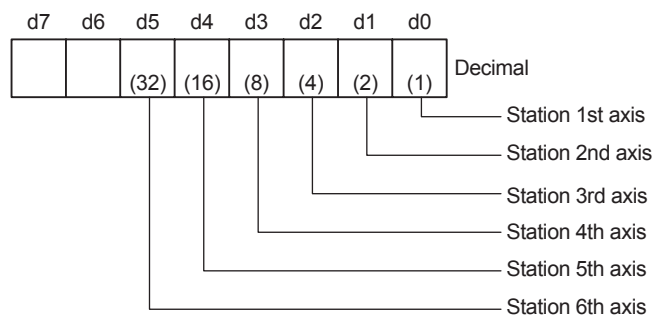 d7 d6 d5 d4 d3 d2 d1 d0
(32) (16) (8) (4) (2) (1) Decimal
Station 1st axis
Station 2nd axis
Station 3rd axis
Station 4th axis
Station 5th axis
Station 6th axis